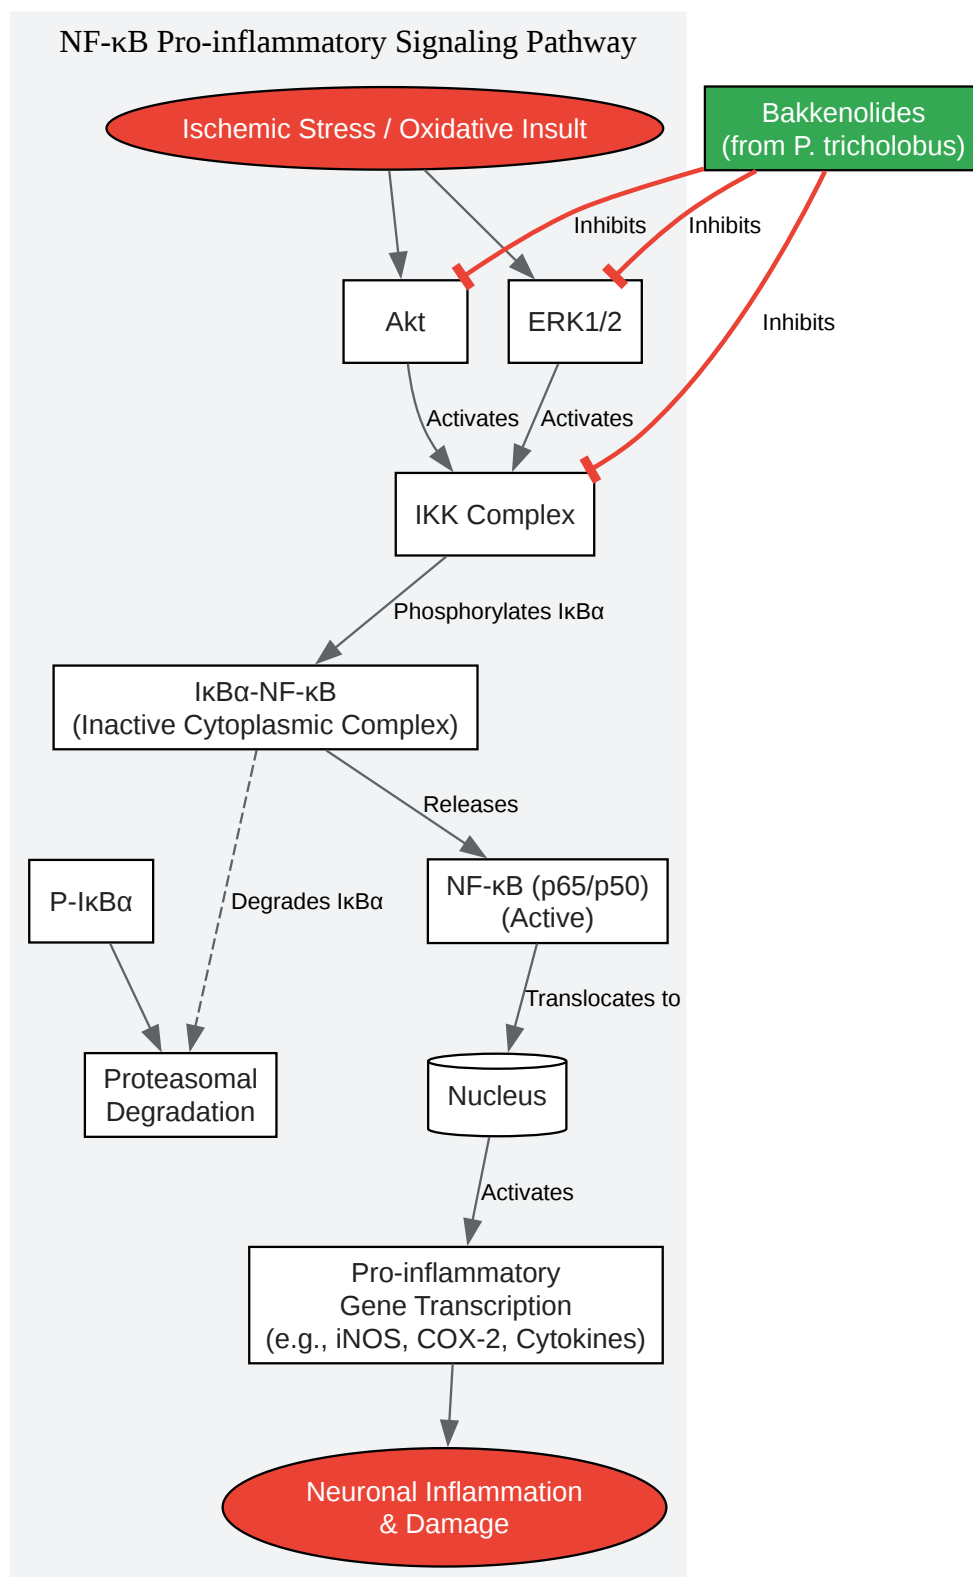 NF-κB Pro-inflammatory Signaling Pathway
Ischemic Stress / Oxidative Insult
Bakkenolides
(from P. tricholobus)
Inhibits
Inhibits
Inhibits
Akt
ERK1/2
Activates
Activates
IKK Complex
Phosphorylates IκBα
IκBα-NF-κB
(Inactive Cytoplasmic Complex)
Releases
P-IκBα
Degrades IκBα
NF-κB (p65/p50)
(Active)
Translocates to
Proteasomal
Degradation
Nucleus
Activates
Pro-inflammatory
Gene Transcription
(e.g., iNOS, COX-2, Cytokines)
Neuronal Inflammation
& Damage